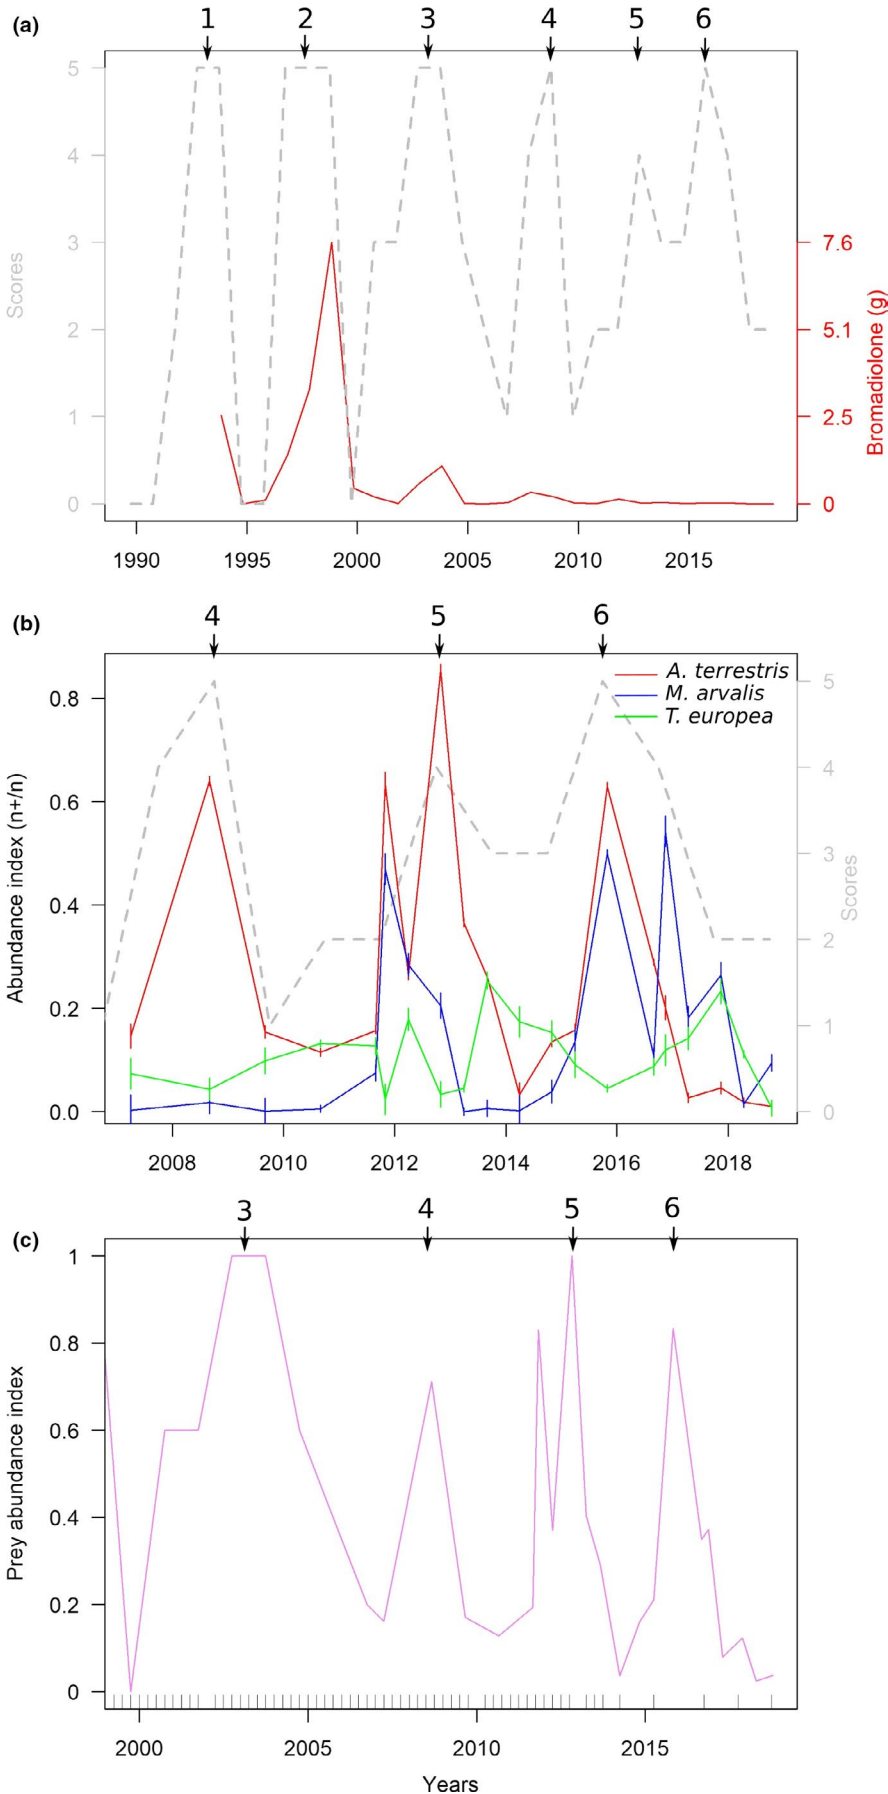 (a)
1 2 3 4 5 6
5
4
3
2
1
0
Scores
7.6
5.1
2.5
0
Bromadiolone (g)
1990 1995 2000 2005 2010 2015
(b)
4 5 6
0.8
0.6
0.4
0.2
0.0
Abundance index (n+/n)
A. terrestris
M. arvalis
T. europea
5
4
3
2
1
0
Scores
2008 2010 2012 2014 2016 2018
(c)
3 4 5 6
1
0.8
0.6
0.4
0.2
0
Prey abundance index
2000 2005 2010 2015
Years